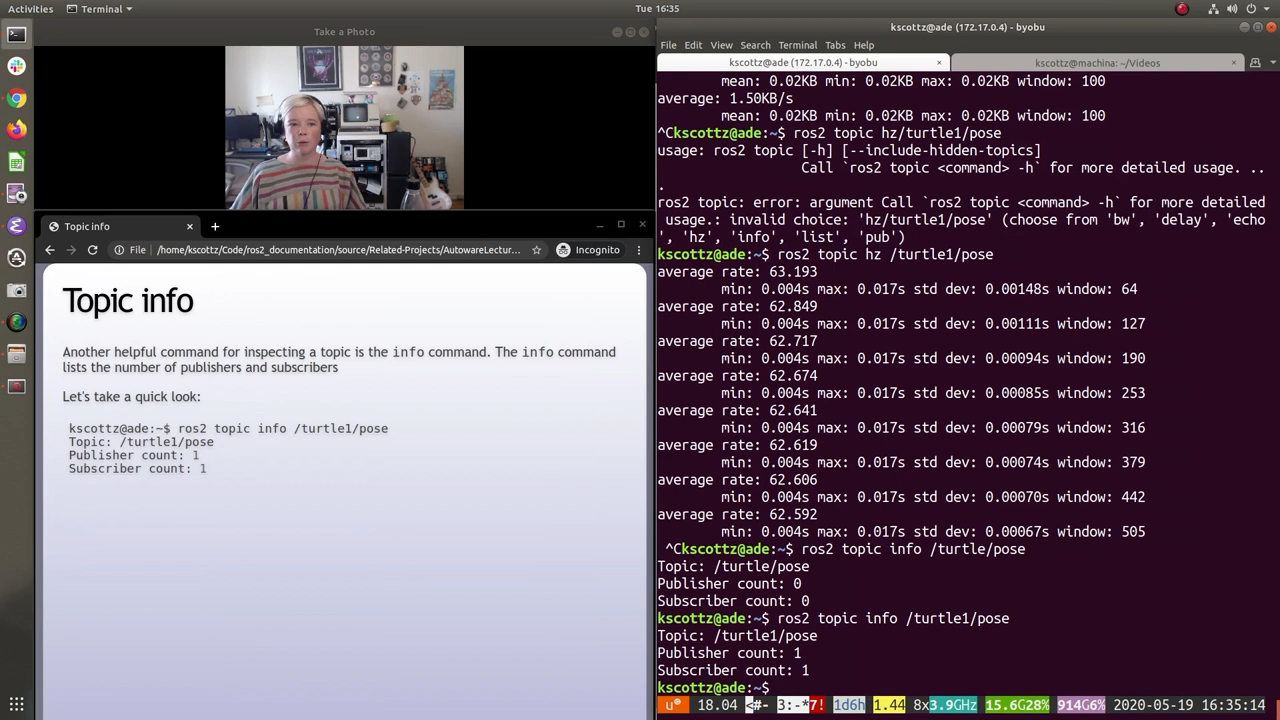 Activities
Terminal
Tue 16:35
Take a Photo
kscottz@ade (172.17.0.4) - byobu
File Edit View Search Terminal Tabs Help
kscottz@ade (172.17.0.4) - byobu
kscottz@machina: ~/Videos
Topic info
File
/home/kscottz/Code/ros2_documentation/source/Related-Projects/AutowareLectur...
Incognito
Topic info
Another helpful command for inspecting a topic is the info command. The info command
lists the number of publishers and subscribers
Let's take a quick look:
kscottz@ade:~$ ros2 topic info /turtle1/pose
Topic: /turtle1/pose
Publisher count: 1
Subscriber count: 1
mean: 0.02KB min: 0.02KB max: 0.02KB window: 100
average: 1.50KB/s
mean: 0.02KB min: 0.02KB max: 0.02KB window: 100
^Ckscottz@ade:~$ ros2 topic hz/turtle1/pose
usage: ros2 topic [-h] [--include-hidden-topics]
Call `ros2 topic <command> -h` for more detailed usage. ..
.
ros2 topic: error: argument Call `ros2 topic <command> -h` for more detailed
usage.: invalid choice: 'hz/turtle1/pose' (choose from 'bw', 'delay', 'echo
', 'hz', 'info', 'list', 'pub')
kscottz@ade:~$ ros2 topic hz /turtle1/pose
average rate: 63.193
min: 0.004s max: 0.017s std dev: 0.00148s window: 64
average rate: 62.849
min: 0.004s max: 0.017s std dev: 0.00111s window: 127
average rate: 62.717
min: 0.004s max: 0.017s std dev: 0.00094s window: 190
average rate: 62.674
min: 0.004s max: 0.017s std dev: 0.00085s window: 253
average rate: 62.641
min: 0.004s max: 0.017s std dev: 0.00079s window: 316
average rate: 62.619
min: 0.004s max: 0.017s std dev: 0.00074s window: 379
average rate: 62.606
min: 0.004s max: 0.017s std dev: 0.00070s window: 442
average rate: 62.592
min: 0.004s max: 0.017s std dev: 0.00067s window: 505
^Ckscottz@ade:~$ ros2 topic info /turtle/pose
Topic: /turtle/pose
Publisher count: 0
Subscriber count: 0
kscottz@ade:~$ ros2 topic info /turtle1/pose
Topic: /turtle1/pose
Publisher count: 1
Subscriber count: 1
kscottz@ade:~$
18.04 <#- 3:-*7! 1d6h 1.44 8x3.9GHz 15.6G28% 914G6% 2020-05-19 16:35:14